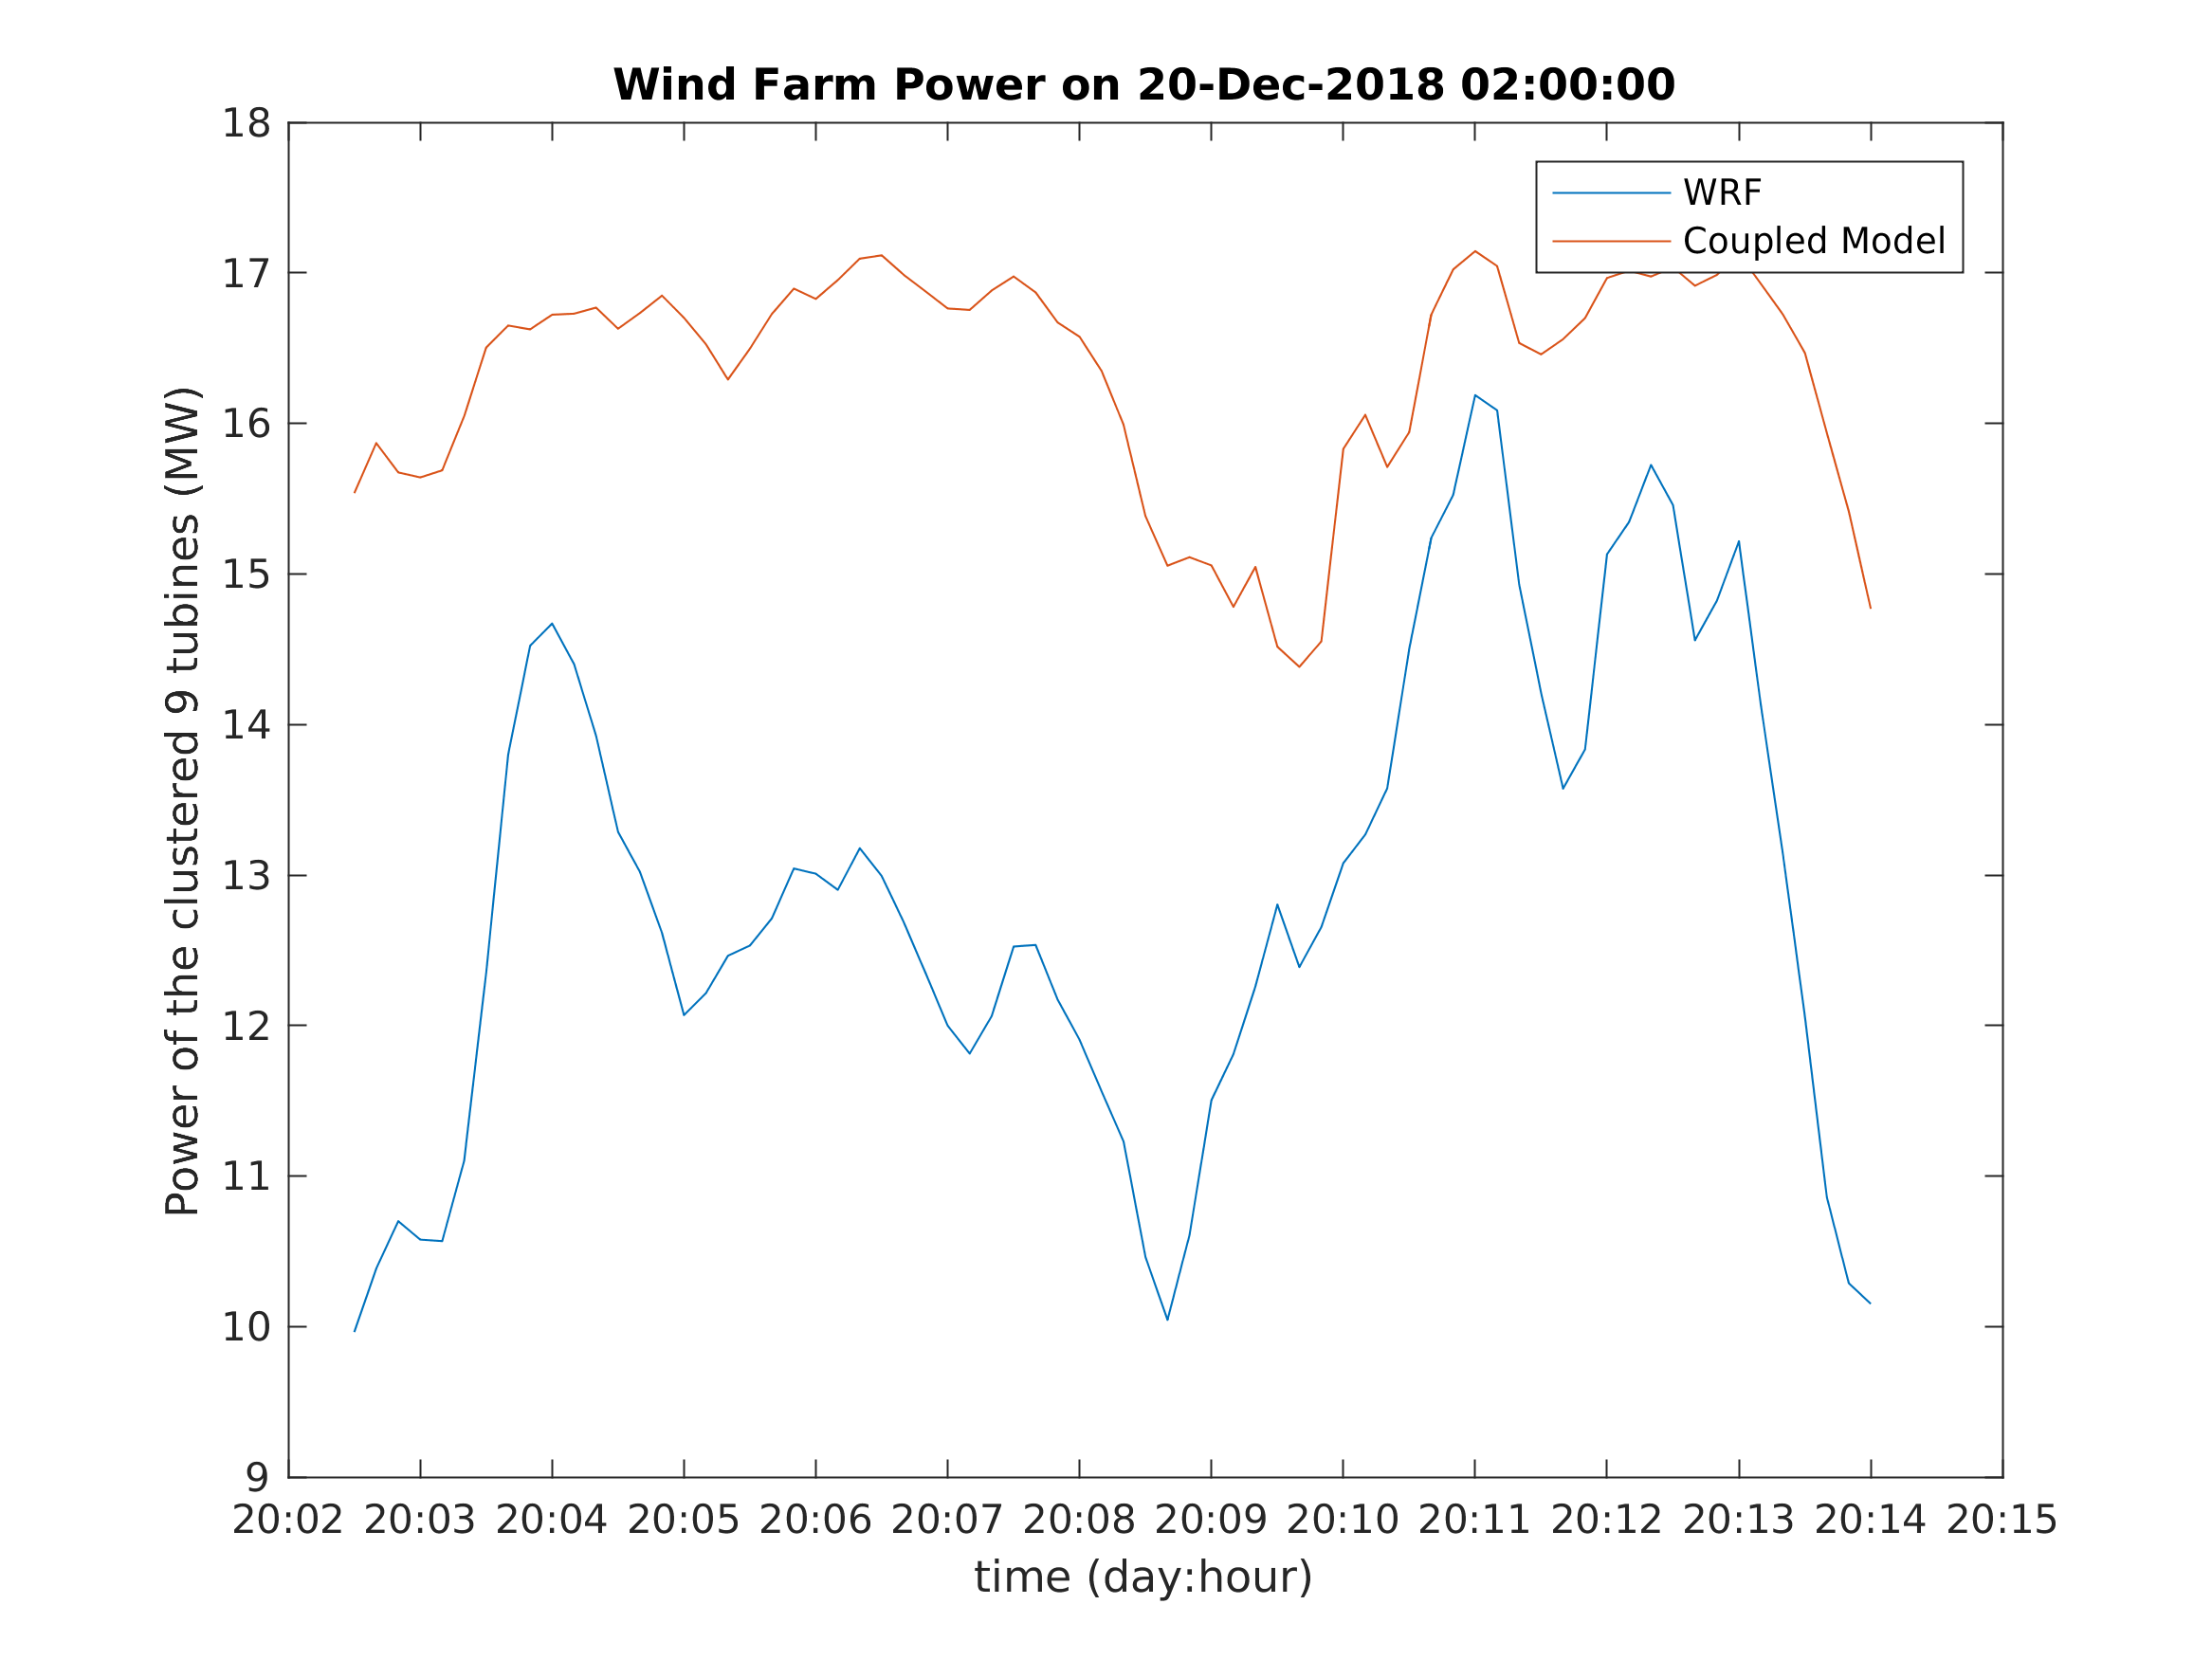 Wind Farm Power on 20-Dec-2018 02:00:00
WRF
Coupled Model
Power of the clustered 9 tubines (MW)
18
17
16
15
14
13
12
11
10
9
20:02 20:03 20:04 20:05 20:06 20:07 20:08 20:09 20:10 20:11 20:12 20:13 20:14 20:15
time (day:hour)